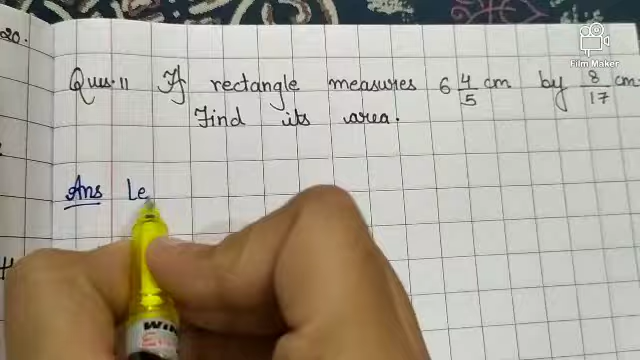 20.
Ques.11 If rectangle measures 6 4/5 cm by 8/17 cm
Find its area.
Ans Le
Film Maker
WIN